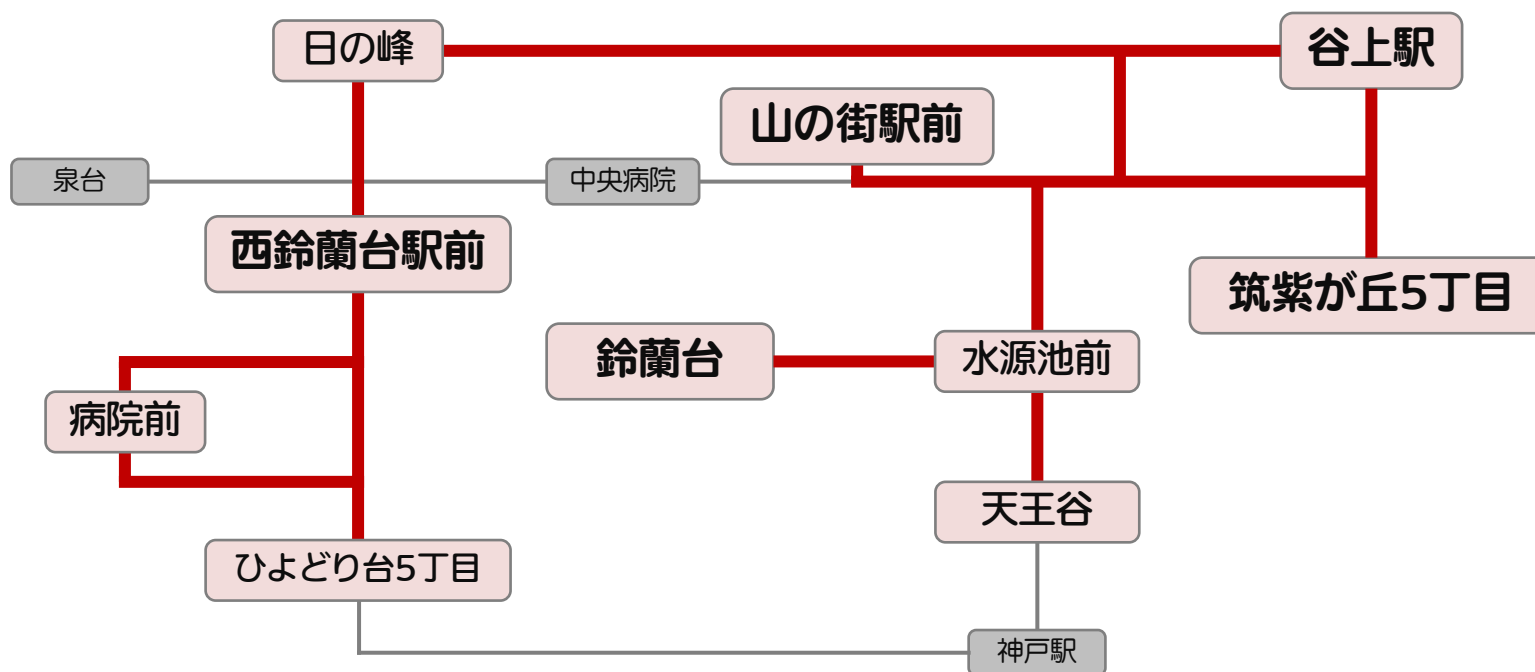 日の峰
谷上駅
山の街駅前
泉台
中央病院
西鈴蘭台駅前
筑紫が丘5丁目
鈴蘭台
水源池前
病院前
天王谷
ひよどり台5丁目
神戸駅